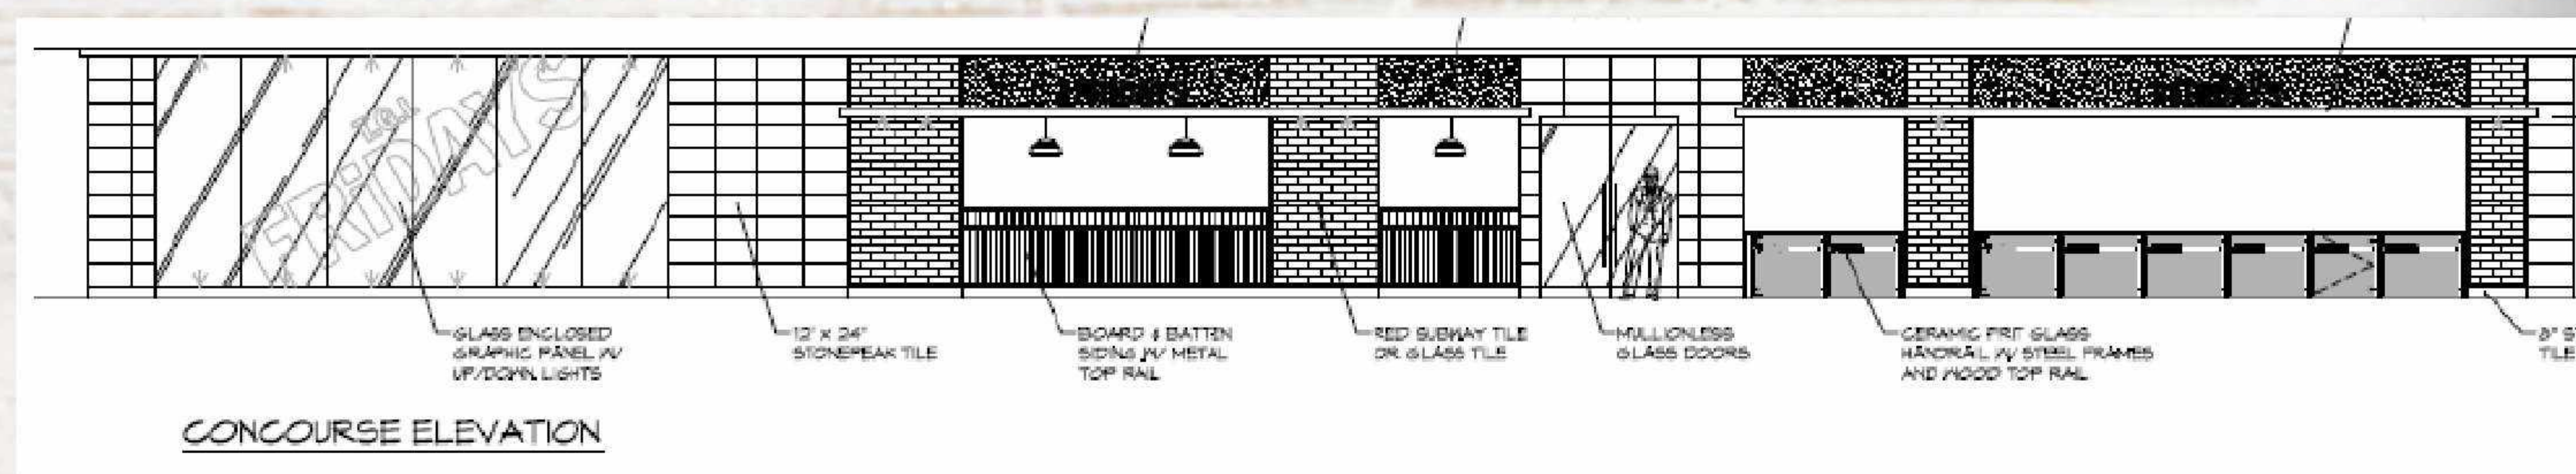 T.G.I.
FRiDAYS
GLASS ENCLOSED
GRAPHIC PANEL W/
UP/DOWN LIGHTS
12" X 24"
STONEPEAK TILE
BOARD & BATTEN
SIDING W/ METAL
TOP RAIL
RED SUBWAY TILE
OR GLASS TILE
MULLIONLESS
GLASS DOORS
CERAMIC FRIT GLASS
HANDRAIL W/ STEEL FRAMES
AND WOOD TOP RAIL
TILE
CONCOURSE ELEVATION